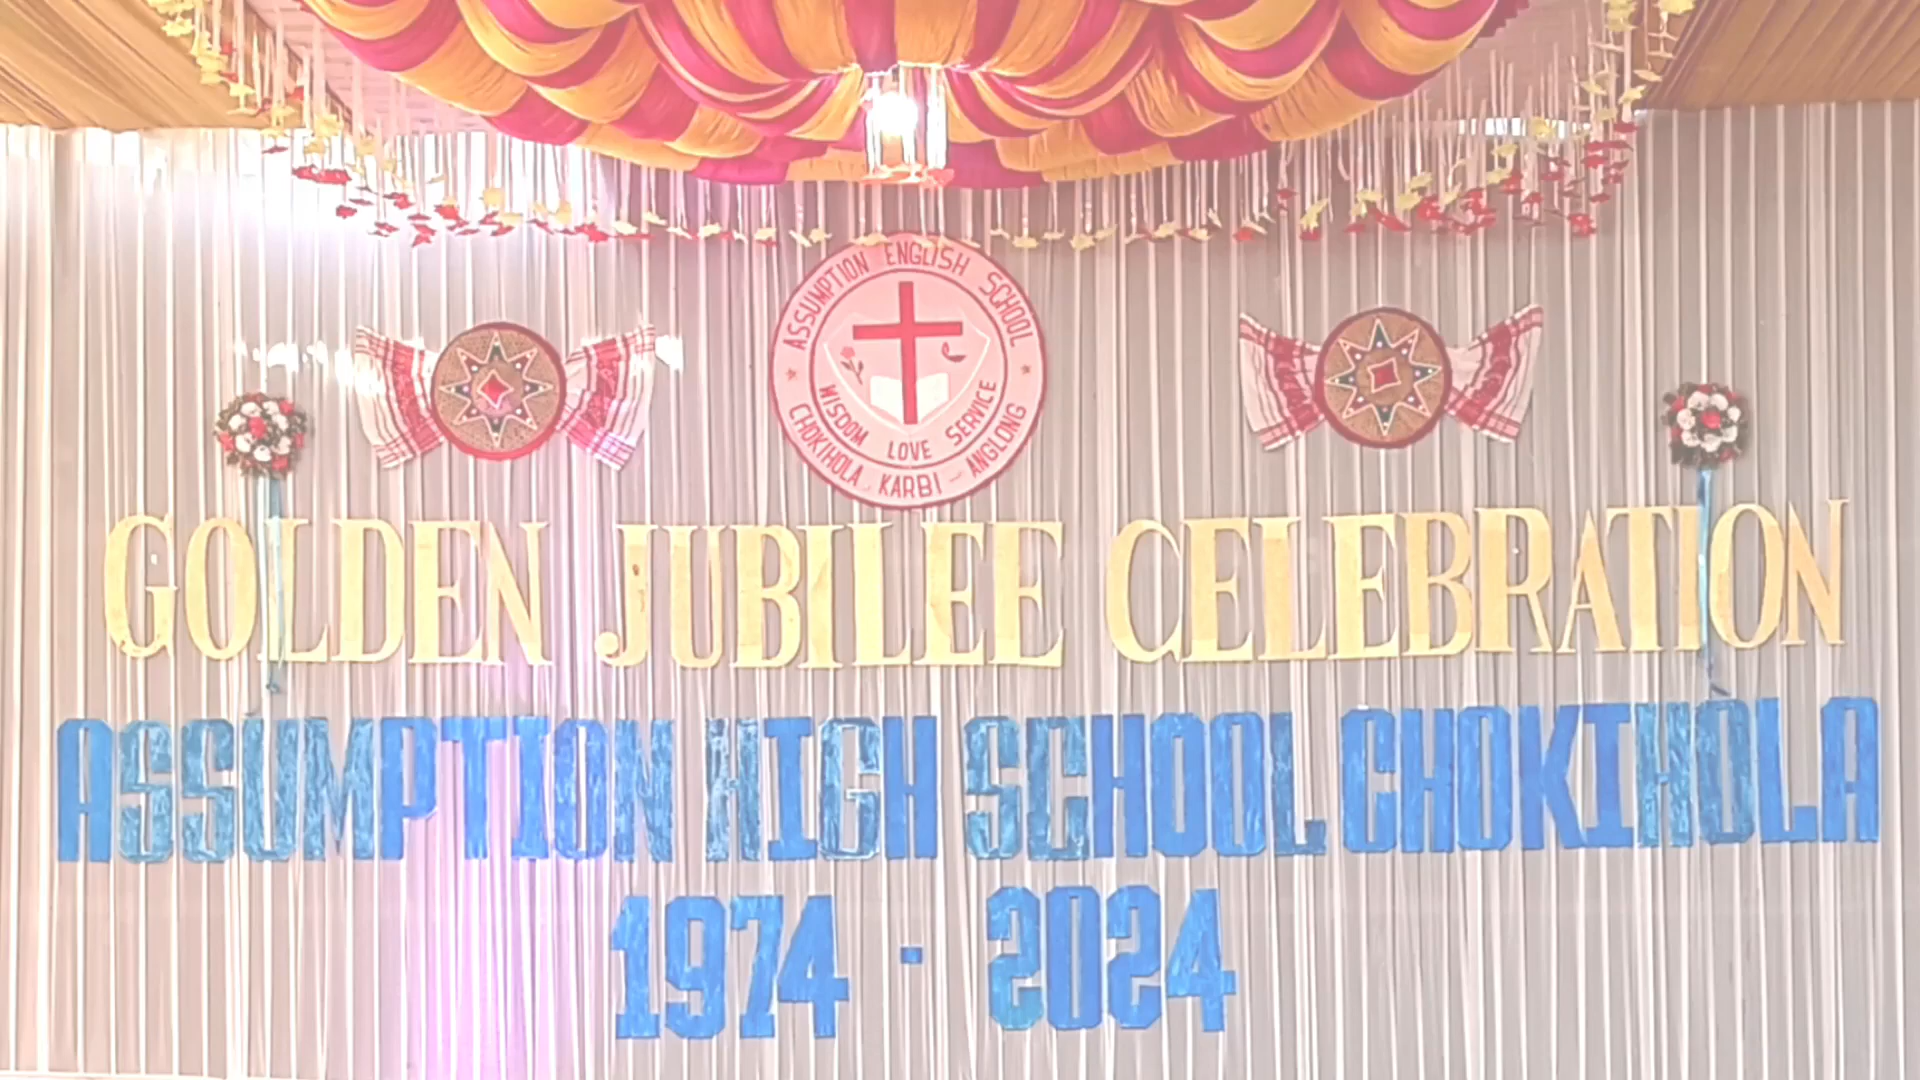 ASSUMPTION ENGLISH SCHOOL
WISDOM LOVE SERVICE
CHOKIHOLA KARBI - ANGLONG
GOLDEN JUBILEE CELEBRATION
ASSUMPTION HIGH SCHOOL CHOKIHOLA
1974 - 2024